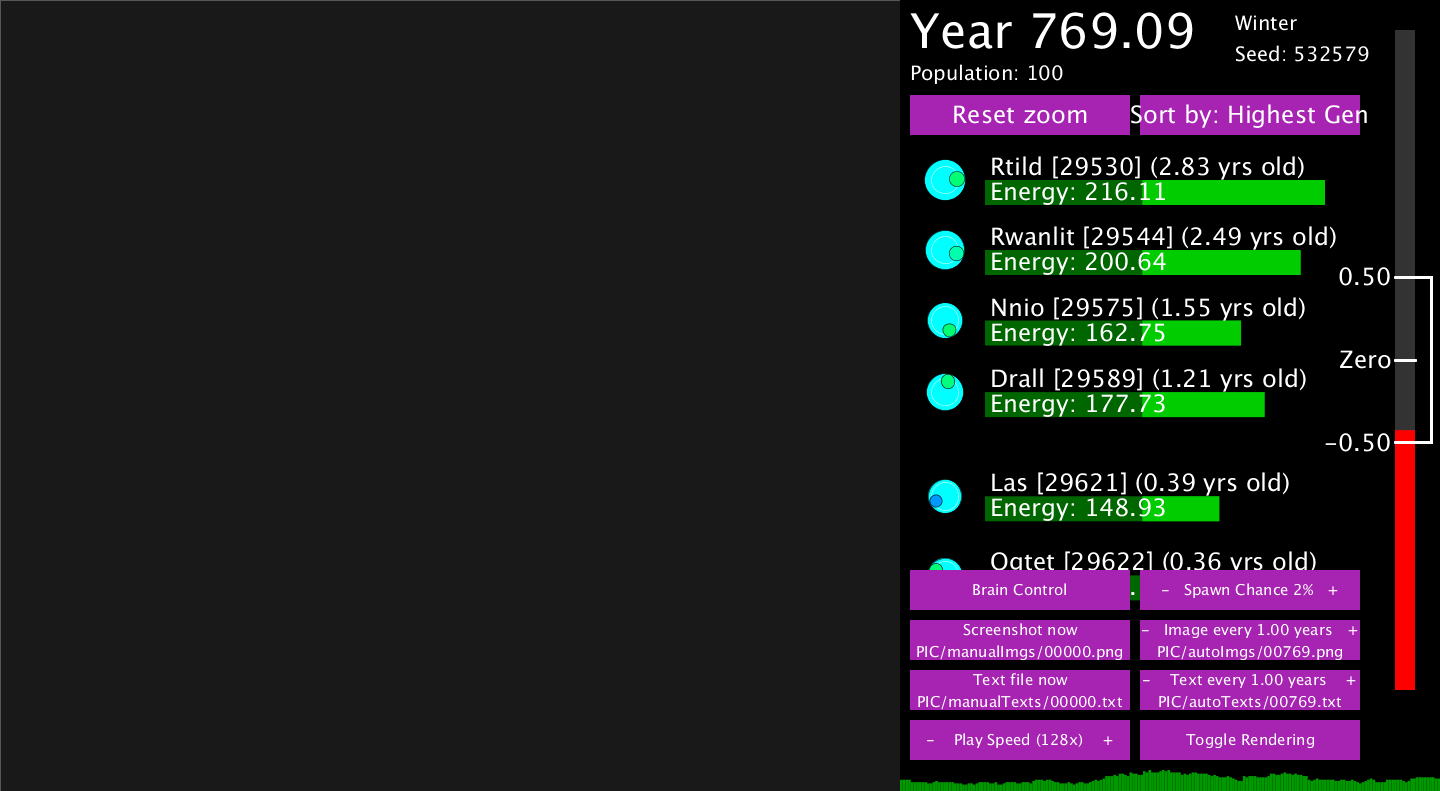 Year 769.09
Winter
Seed: 532579
Population: 100
Reset zoom
Sort by: Highest Gen
Rtild [29530] (2.83 yrs old)
Energy: 216.11
Rwanlit [29544] (2.49 yrs old)
Energy: 200.64
0.50
Nnio [29575] (1.55 yrs old)
Energy: 162.75
Zero
Drall [29589] (1.21 yrs old)
Energy: 177.73
−0.50
Las [29621] (0.39 yrs old)
Energy: 148.93
[29622] (0.36 yrs old)
Brain Control
– Spawn Chance 2% +
Screenshot now
PIC/manualImgs/00000.png
– Image every 1.00 years +
PIC/autoImgs/00769.png
Text file now
PIC/manualTexts/00000.txt
– Text every 1.00 years +
PIC/autoTexts/00769.txt
– Play Speed (128x) +
Toggle Rendering